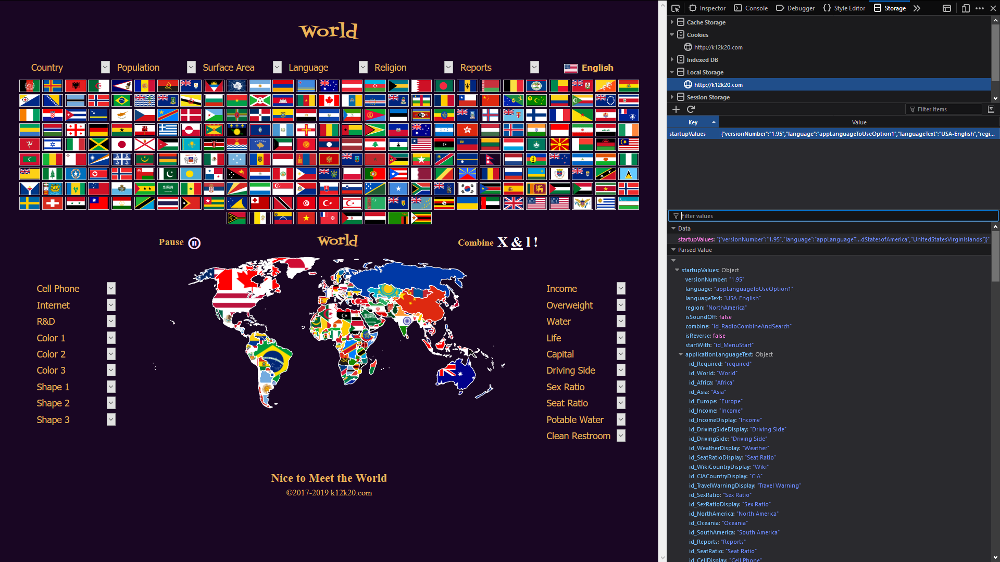 World
Country
Population
Surface Area
Language
Religion
Reports
English
Pause
World
Combine X & l !
Cell Phone
Internet
R&D
Color 1
Color 2
Color 3
Shape 1
Shape 2
Shape 3
Income
Overweight
Water
Life
Capital
Driving Side
Sex Ratio
Seat Ratio
Potable Water
Clean Restroom
Nice to Meet the World
©2017-2019 k12k20.com
Inspector
Console
Debugger
Style Editor
Storage
Cache Storage
Cookies
http://k12k20.com
Indexed DB
Local Storage
http://k12k20.com
Session Storage
Filter items
Key
Value
startupValues
{"versionNumber":"1.95","language":"appLanguageToUseOption1","languageText":"USA-English","regi...
Filter values
Data
startupValues: "{"versionNumber":"1.95","language":"appLanguageT...dStatesofAmerica","UnitedStatesVirginIslands"]}"
Parsed Value
startupValues: Object
versionNumber: "1.95"
language: "appLanguageToUseOption1"
languageText: "USA-English"
region: "NorthAmerica"
isSoundOff: false
combine: "id_RadioCombineAndSearch"
isReverse: false
startWith: "id_MenuStart"
applicationLanguageText: Object
id_Required: "required"
id_World: "World"
id_Africa: "Africa"
id_Asia: "Asia"
id_Europe: "Europe"
id_Income: "Income"
id_IncomeDisplay: "Income"
id_DrivingSideDisplay: "Driving Side"
id_DrivingSide: "Driving Side"
id_WeatherDisplay: "Weather"
id_SeatRatioDisplay: "Seat Ratio"
id_WikiCountryDisplay: "Wiki"
id_CIACountryDisplay: "CIA"
id_TravelWarningDisplay: "Travel Warning"
id_SexRatio: "Sex Ratio"
id_SexRatioDisplay: "Sex Ratio"
id_NorthAmerica: "North America"
id_Oceania: "Oceania"
id_SouthAmerica: "South America"
id_Reports: "Reports"
id_SeatRatio: "Seat Ratio"
id_CellDisplay: "Cell Phone"